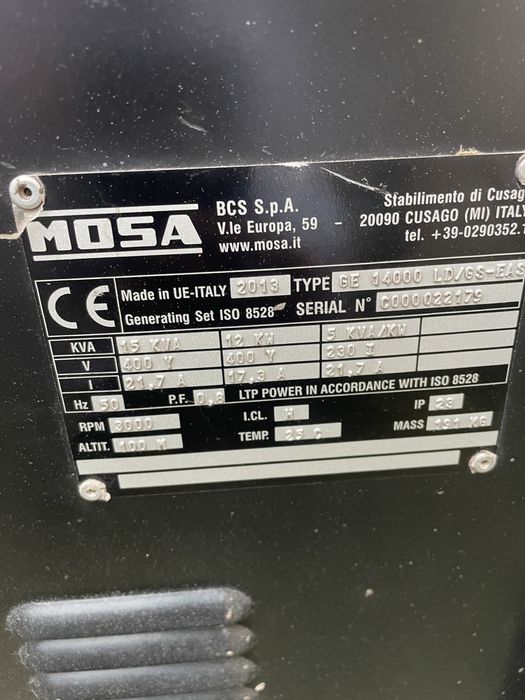 MOSA
BCS S.p.A.
V.le Europa, 59 -
www.mosa.it
Stabilimento di Cusag
20090 CUSAGO (MI) ITALY
tel. +39-0290352.1
CE
Made in UE-ITALY 2013 TYPE GE 14000 LD/GS-EAS
Generating Set ISO 8528 SERIAL N° C000022179
KVA 15 KVA 12 KW 5 KVA/KW
V 400 Y 400 Y 230 I
I 21,7 A 17,3 A 21,7 A
Hz 50 P.F. 0,8 LTP POWER IN ACCORDANCE WITH ISO 8528
RPM 3000 I.CL. H IP 23
ALTIT. 100 M TEMP. 25 C MASS 191 KG